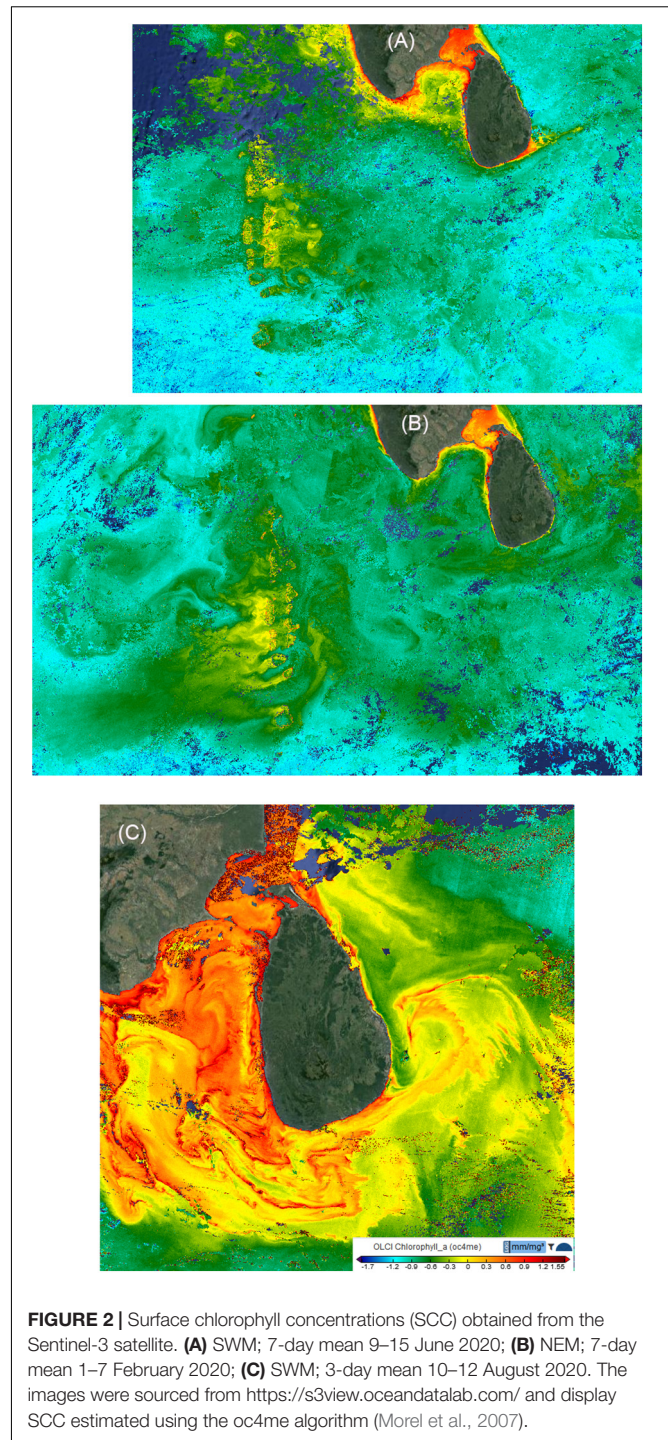 (A)
(B)
(C)
OLCI Chlorophyll_a (oc4me)
mm/mg³
-1.7 -1.2 -0.9 -0.6 -0.3 0 0.3 0.6 0.9 1.2 1.55
FIGURE 2 | Surface chlorophyll concentrations (SCC) obtained from the
Sentinel-3 satellite. (A) SWM; 7-day mean 9–15 June 2020; (B) NEM; 7-day
mean 1–7 February 2020; (C) SWM; 3-day mean 10–12 August 2020. The
images were sourced from https://s3view.oceandatalab.com/ and display
SCC estimated using the oc4me algorithm (Morel et al., 2007).